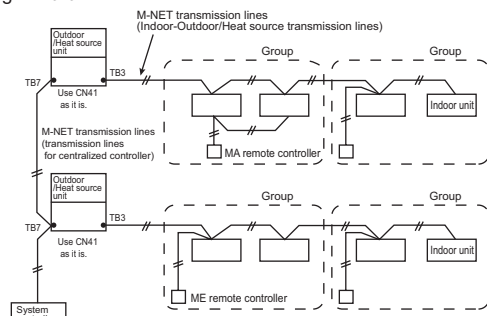 M-NET transmission lines
(Indoor-Outdoor/Heat source transmission lines)
Outdoor
/Heat source
unit
Group
Group
TB7
TB3
Use CN41
as it is.
Indoor unit
M-NET transmission lines
(transmission lines
for centralized controller)
MA remote controller
Outdoor
/Heat source
unit
Group
Group
TB7
TB3
Use CN41
as it is.
Indoor unit
ME remote controller
System